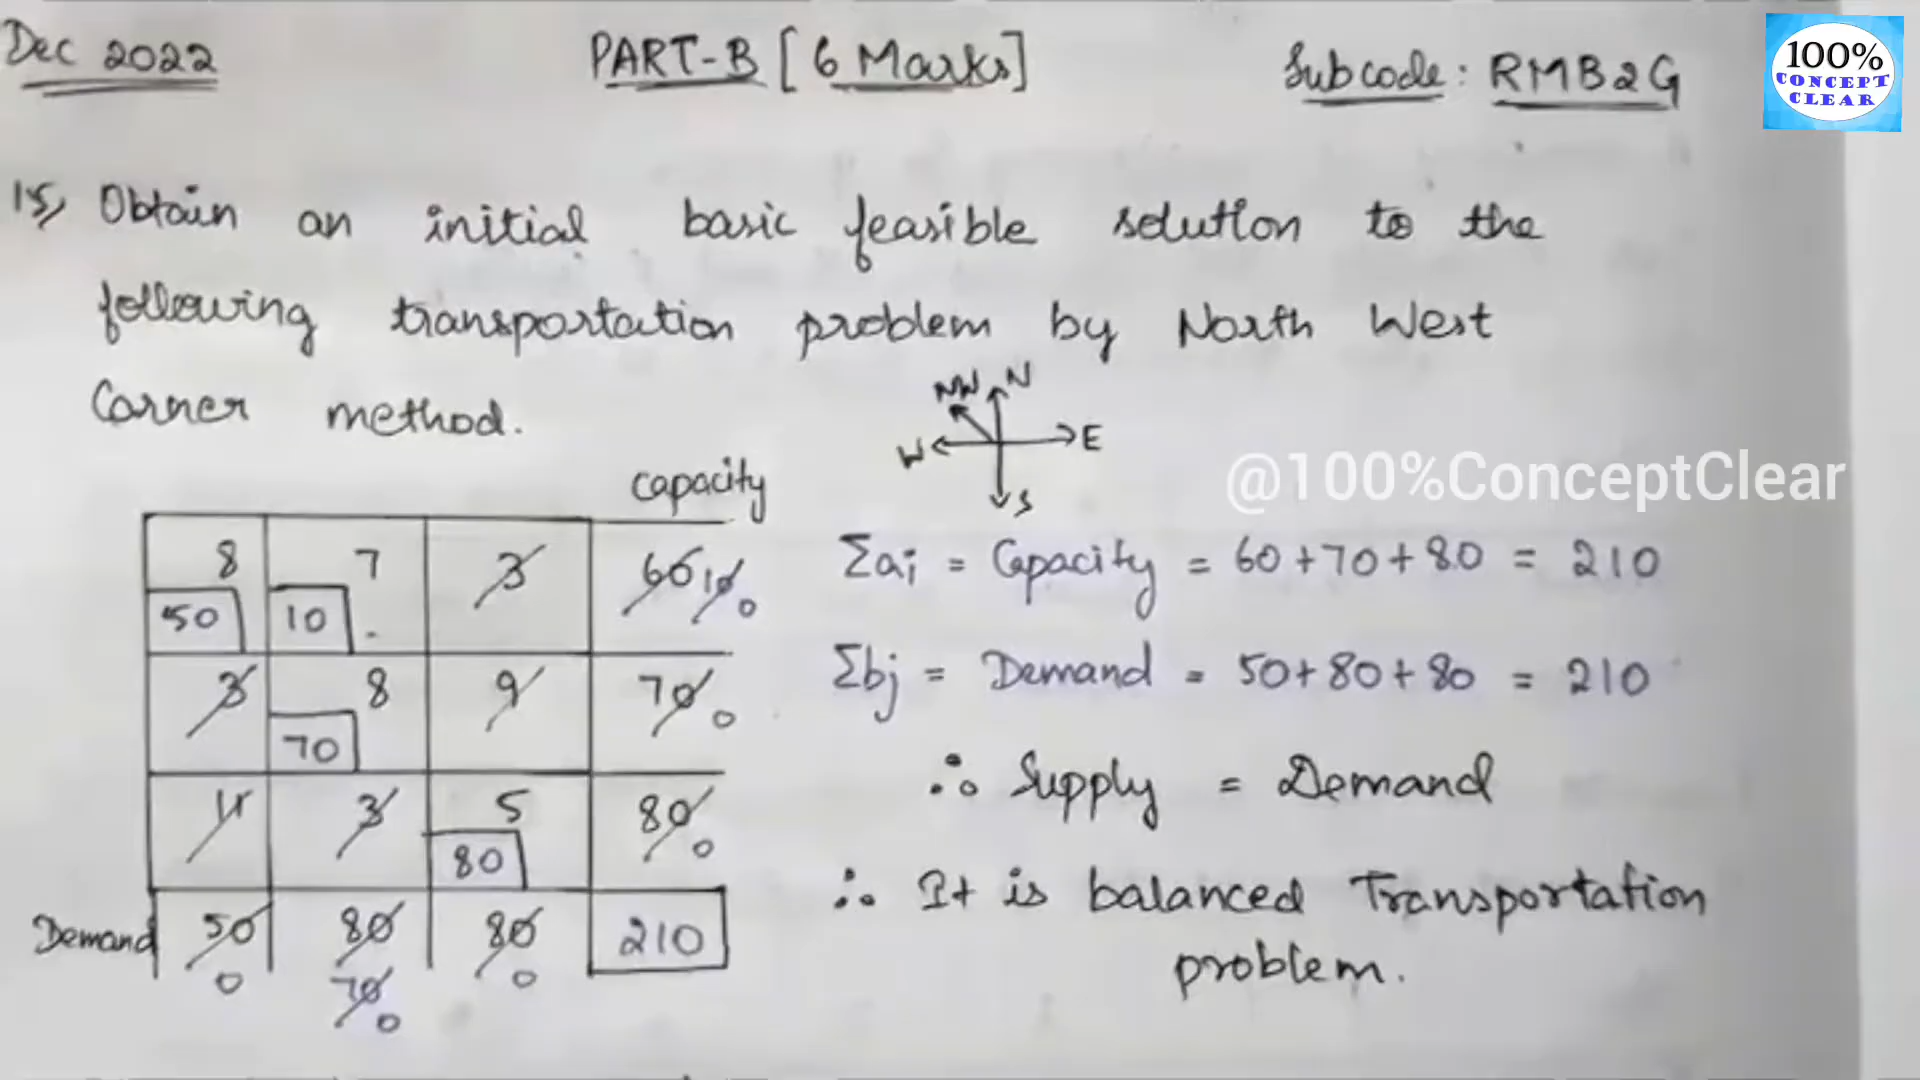 Dec 2022 PART-B [6 Marks] Subcode: RMB2G
100%
CONCEPT
CLEAR
15, Obtain an initial basic feasible solution to the
following transportation problem by North West
Corner method.
NW N
W E
S
@100%ConceptClear
Capacity
8 7 3 60 10 0
50 10
3 8 9 70 0
70
11 3 5 80 0
80
Demand 50 80 80 210
0 70 0
0
Σai = Capacity = 60+70+80 = 210
Σbj = Demand = 50+80+80 = 210
∴ Supply = Demand
∴ It is balanced Transportation
problem.